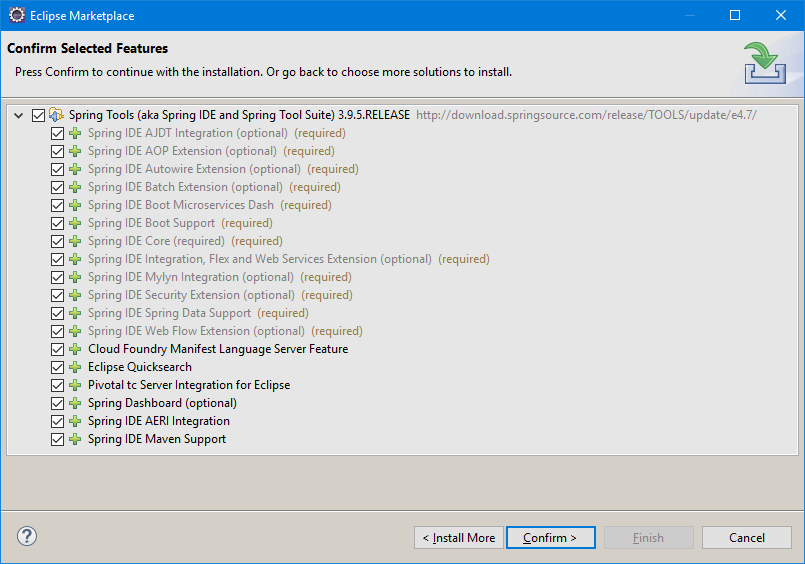 Eclipse Marketplace
Confirm Selected Features
Press Confirm to continue with the installation. Or go back to choose more solutions to install.
Spring Tools (aka Spring IDE and Spring Tool Suite) 3.9.5.RELEASE http://download.springsource.com/release/TOOLS/update/e4.7/
Spring IDE AJDT Integration (optional) (required)
Spring IDE AOP Extension (optional) (required)
Spring IDE Autowire Extension (optional) (required)
Spring IDE Batch Extension (optional) (required)
Spring IDE Boot Microservices Dash (required)
Spring IDE Boot Support (required)
Spring IDE Core (required) (required)
Spring IDE Integration, Flex and Web Services Extension (optional) (required)
Spring IDE Mylyn Integration (optional) (required)
Spring IDE Security Extension (optional) (required)
Spring IDE Spring Data Support (required)
Spring IDE Web Flow Extension (optional) (required)
Cloud Foundry Manifest Language Server Feature
Eclipse Quicksearch
Pivotal tc Server Integration for Eclipse
Spring Dashboard (optional)
Spring IDE AERI Integration
Spring IDE Maven Support
? < Install More Confirm > Finish Cancel